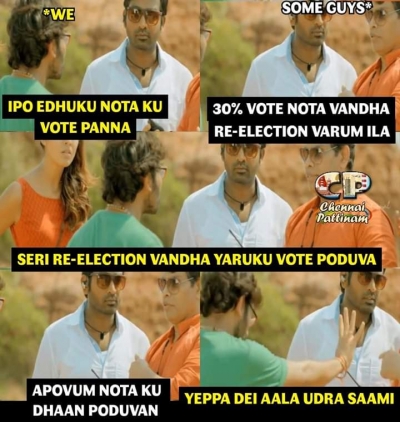 *WE
SOME GUYS*
IPO EDHUKU NOTA KU
VOTE PANNA
30% VOTE NOTA VANDHA
RE-ELECTION VARUM ILA
CP
Chennai
Pattinam
SERI RE-ELECTION VANDHA YARUKU VOTE PODUVA
APOVUM NOTA KU
DHAAN PODUVAN
YEPPA DEI AALA UDRA SAAMI